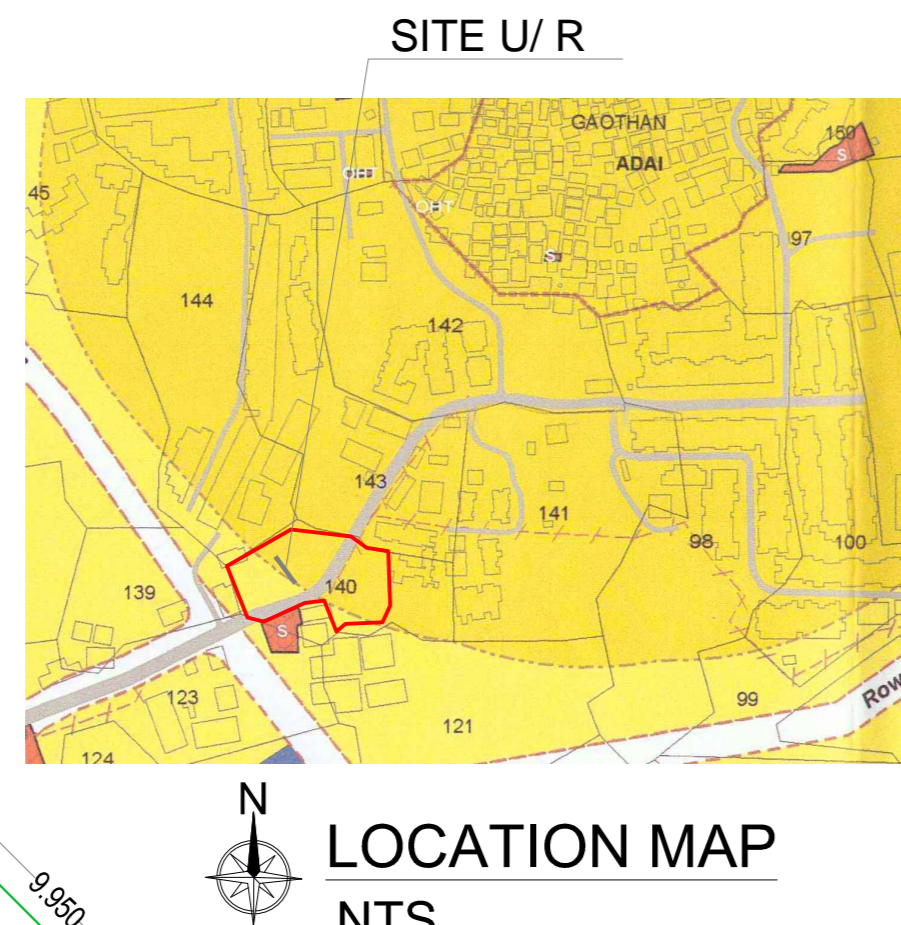 SITE U/ R
GAOTHAN
ADAI
150
S
OHT
OHT
45
97
S
144
142
143
141
98
100
139
140
S
123
99
121
124
Row
N
LOCATION MAP
NTS
9.950